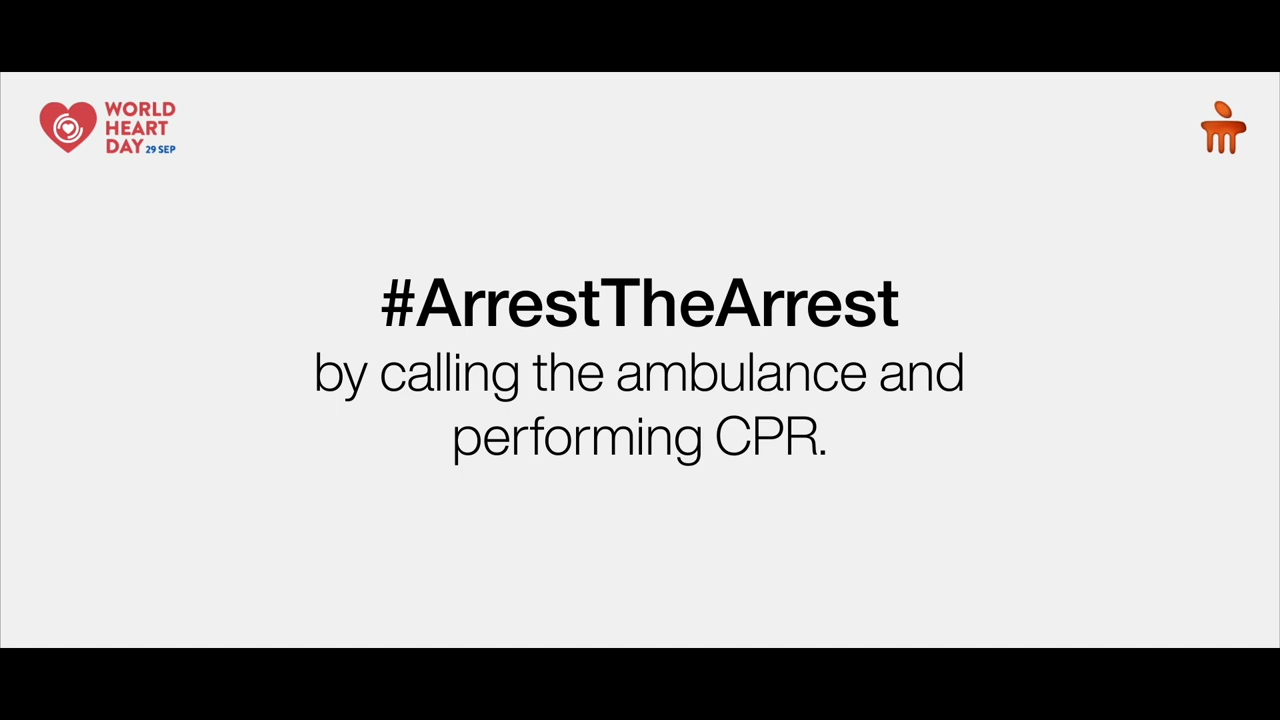 WORLD
HEART
DAY 29 SEP
#ArrestTheArrest
by calling the ambulance and
performing CPR.